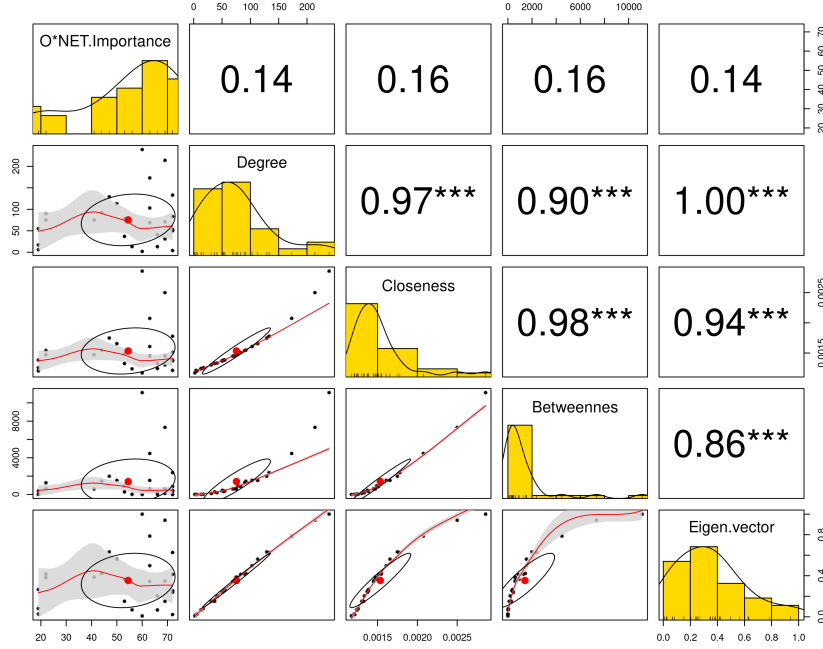 0 50 100 200
0 2000 6000 10000
O*NET.Importance
0.14
0.16
0.16
0.14
20 30 40 50 60 70
0 50 100 200
Degree
0.97***
0.90***
1.00***
Closeness
0.98***
0.94***
0.0015 0.0025
0 4000 8000
Betweennes
0.86***
Eigen.vector
0.0 0.4 0.8
20 30 40 50 60 70
0.0015 0.0020 0.0025
0.0 0.2 0.4 0.6 0.8 1.0